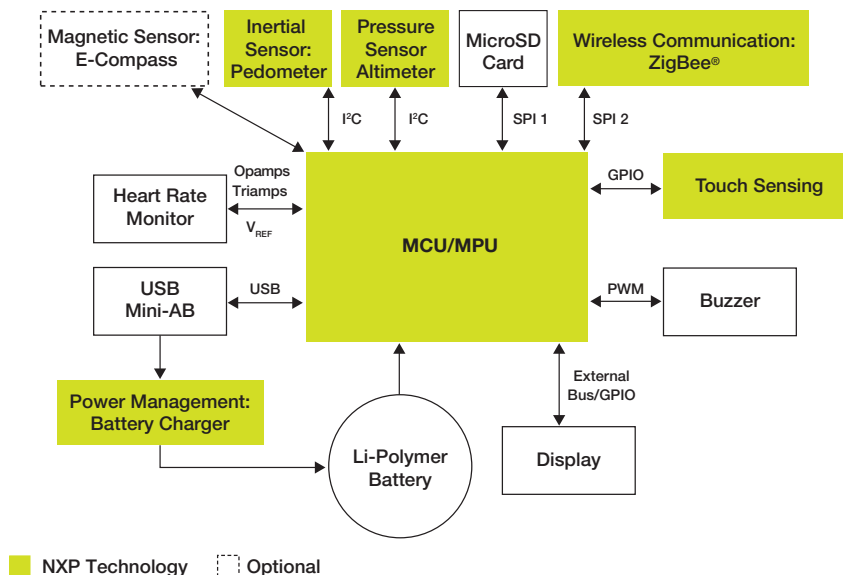 Magnetic Sensor:
E-Compass
Inertial
Sensor:
Pedometer
Pressure
Sensor
Altimeter
MicroSD
Card
Wireless Communication:
ZigBee®
I²C
I²C
SPI 1
SPI 2
Opamps
Triamps
V_REF
Heart Rate
Monitor
MCU/MPU
GPIO
Touch Sensing
USB
Mini-AB
USB
PWM
Buzzer
Power Management:
Battery Charger
Li-Polymer
Battery
External
Bus/GPIO
Display
NXP Technology
Optional